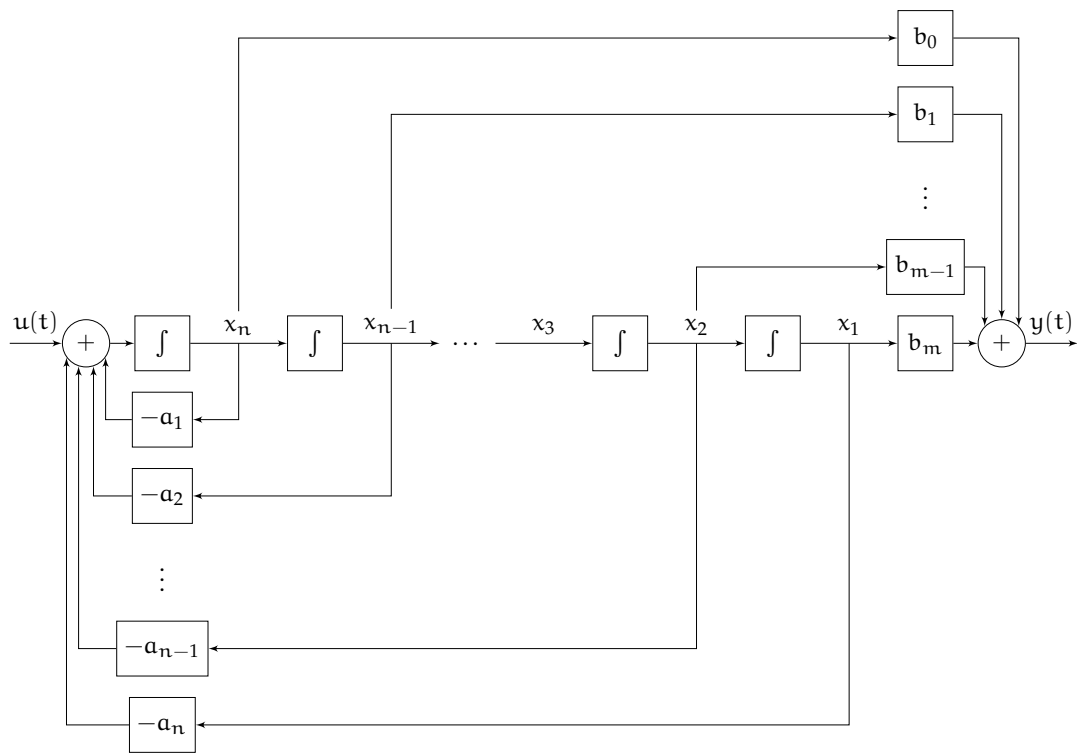 b₀
b₁
⋮
bₘ₋₁
u(t) + ∫ xₙ ∫ xₙ₋₁ ⋯ x₃ ∫ x₂ ∫ x₁ bₘ + y(t)
−a₁
−a₂
⋮
−aₙ₋₁
−aₙ